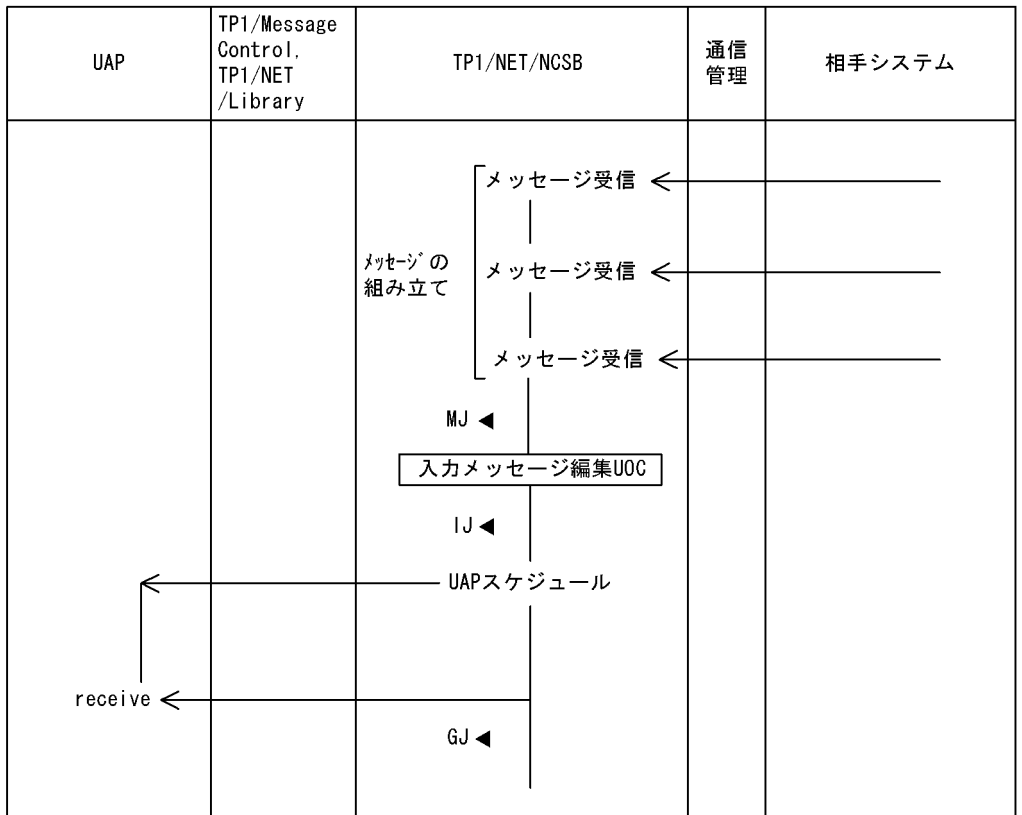 UAP
TP1/Message
Control,
TP1/NET
/Library
TP1/NET/NCSB
通信
管理
相手システム
メッセージ受信
メッセージの
組み立て
メッセージ受信
メッセージ受信
MJ
入力メッセージ編集UOC
IJ
UAPスケジュール
receive
GJ